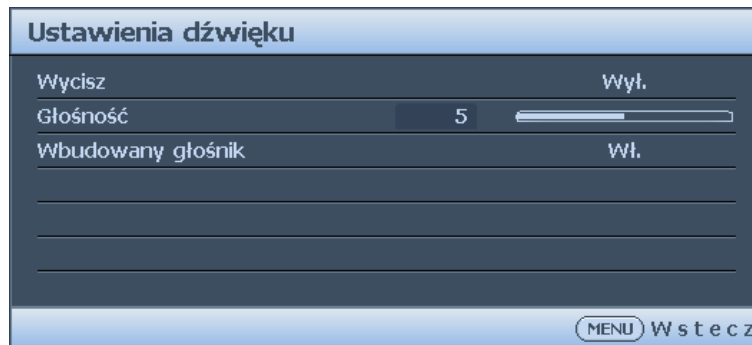 Ustawienia dźwięku
Wycisz Wył.
Głośność 5
Wbudowany głośnik Wł.
MENU Wstecz